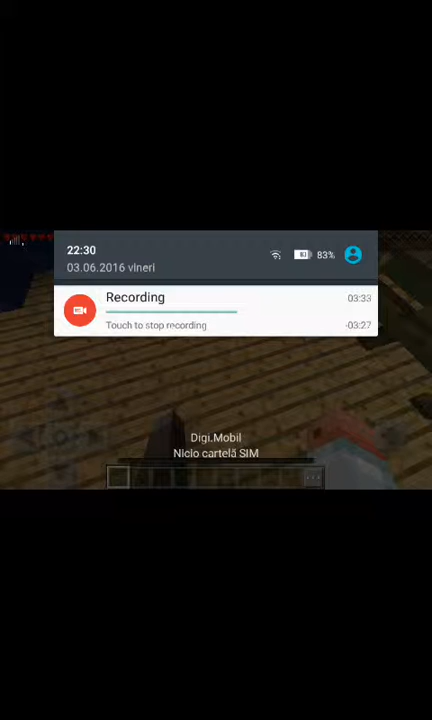 22:30
83%
03.06.2016 vineri
Recording
03:33
Touch to stop recording
-03:27
Digi.Mobil
Nicio cartelă SIM